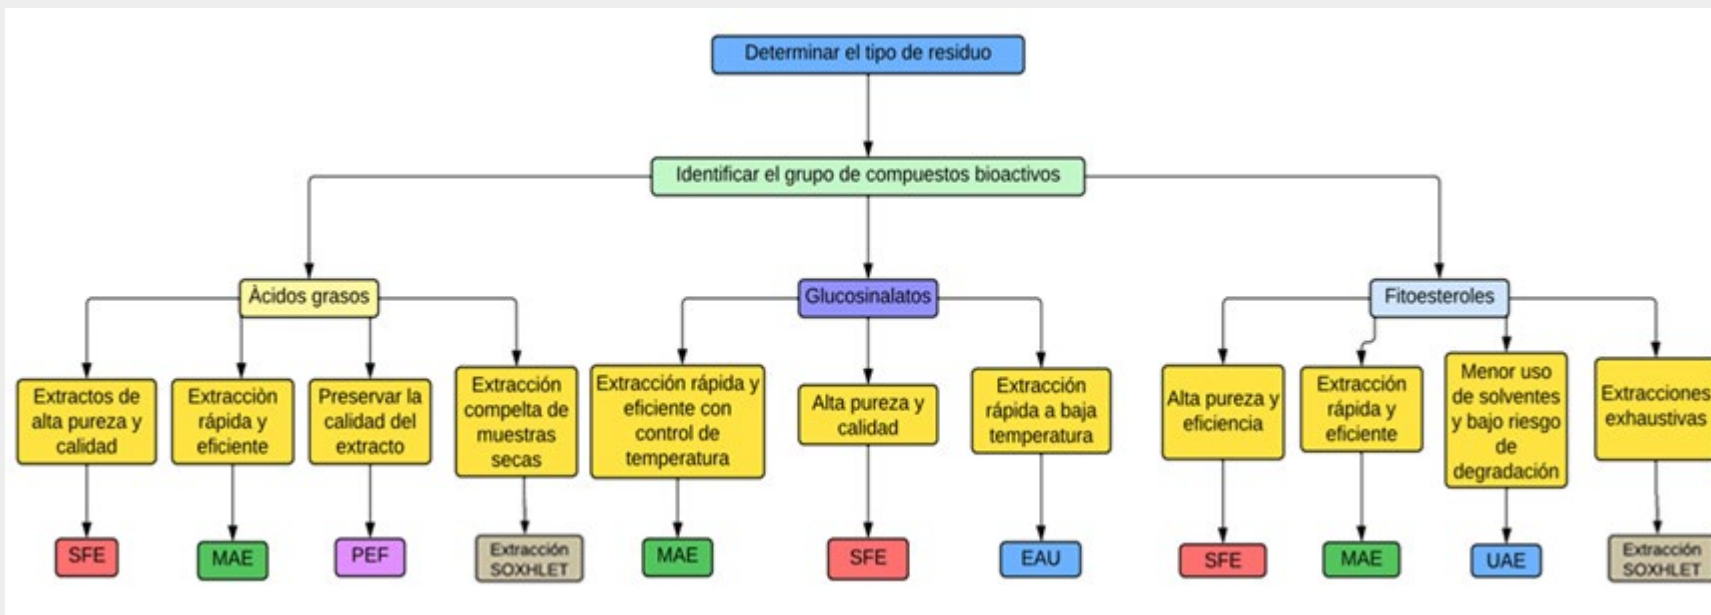 Determinar el tipo de residuo
Identificar el grupo de compuestos bioactivos
Àcidos grasos
Glucosinalatos
Fitoesteroles
Extractos de
alta pureza y
calidad
Extracciòn
rápida y
eficiente
Preservar la
calidad del
extracto
Extracción
compelta de
muestras
secas
Extracción rápida y
eficiente con
control de
temperatura
Alta pureza y
calidad
Extracción
rápida a baja
temperatura
Alta pureza y
eficiencia
Extracción
rápida y
eficiente
Menor uso
de solventes
y bajo riesgo
de
degradación
Extracciones
exhaustivas
SFE
MAE
PEF
Extracción
SOXHLET
MAE
SFE
EAU
SFE
MAE
UAE
Extracción
SOXHLET